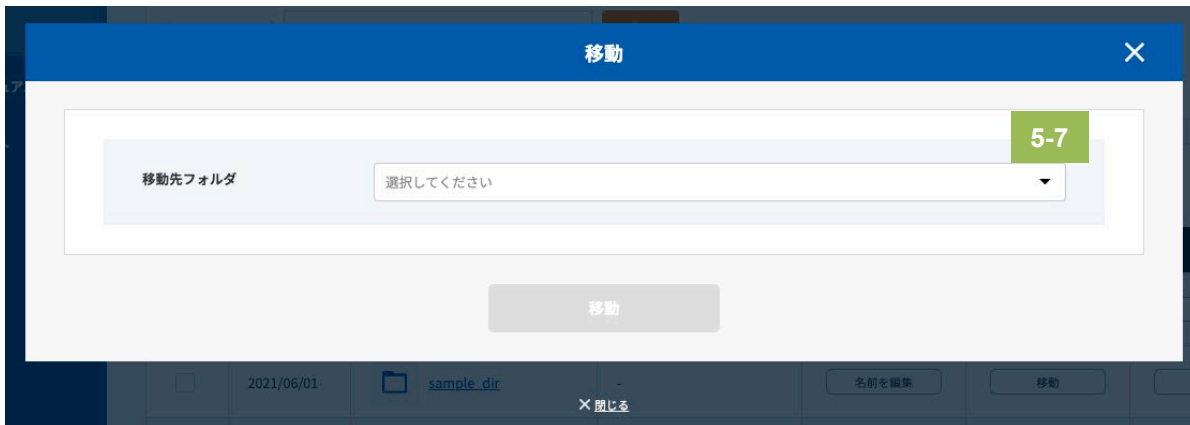 移動
5-7
移動先フォルダ
選択してください
移動
2021/06/01
sample_dir
-
名前を編集
移動
閉じる